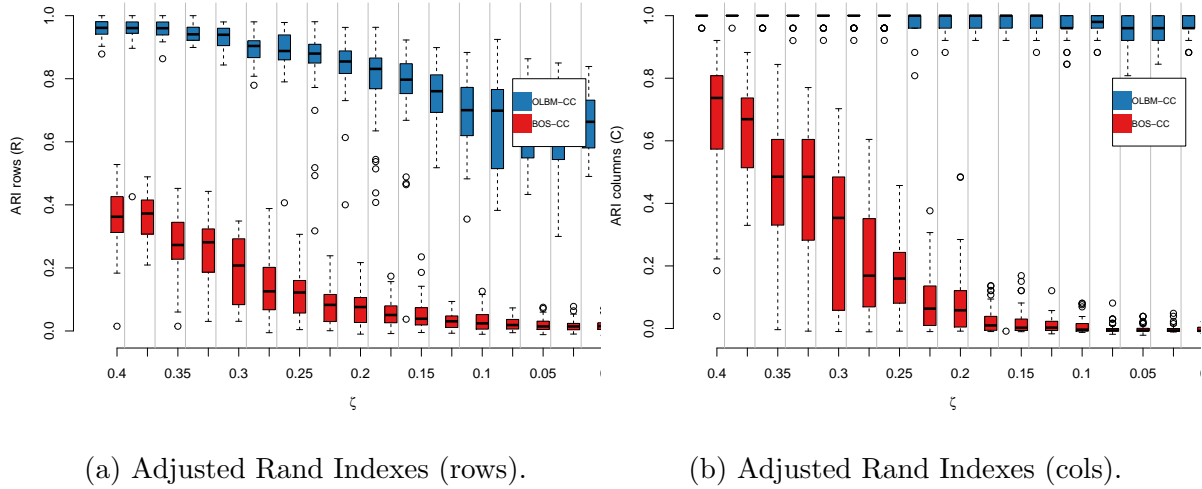 ARI rows (R)
1.0
0.8
0.6
0.4
0.2
0.0
OLBM−CC
BOS−CC
0.4 0.35 0.3 0.25 0.2 0.15 0.1 0.05
ζ
(a) Adjusted Rand Indexes (rows).
ARI columns (C)
1.0
0.8
0.6
0.4
0.2
0.0
OLBM−CC
BOS−CC
0.4 0.35 0.3 0.25 0.2 0.15 0.1 0.05
ζ
(b) Adjusted Rand Indexes (cols).